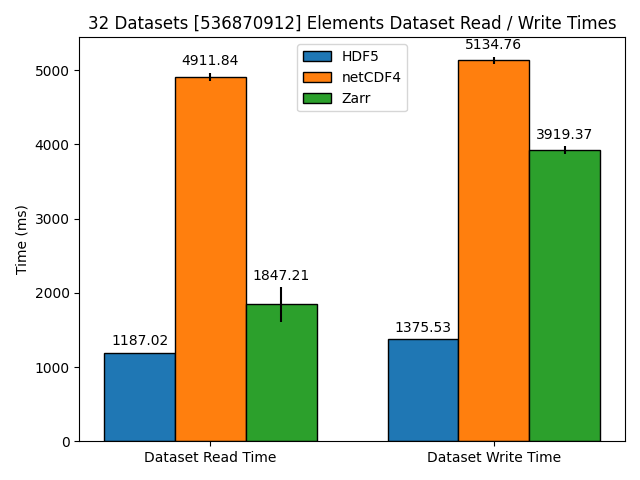 32 Datasets [536870912] Elements Dataset Read / Write Times
HDF5
netCDF4
Zarr
Time (ms)
5000
4000
3000
2000
1000
0
1187.02
4911.84
1847.21
1375.53
5134.76
3919.37
Dataset Read Time
Dataset Write Time